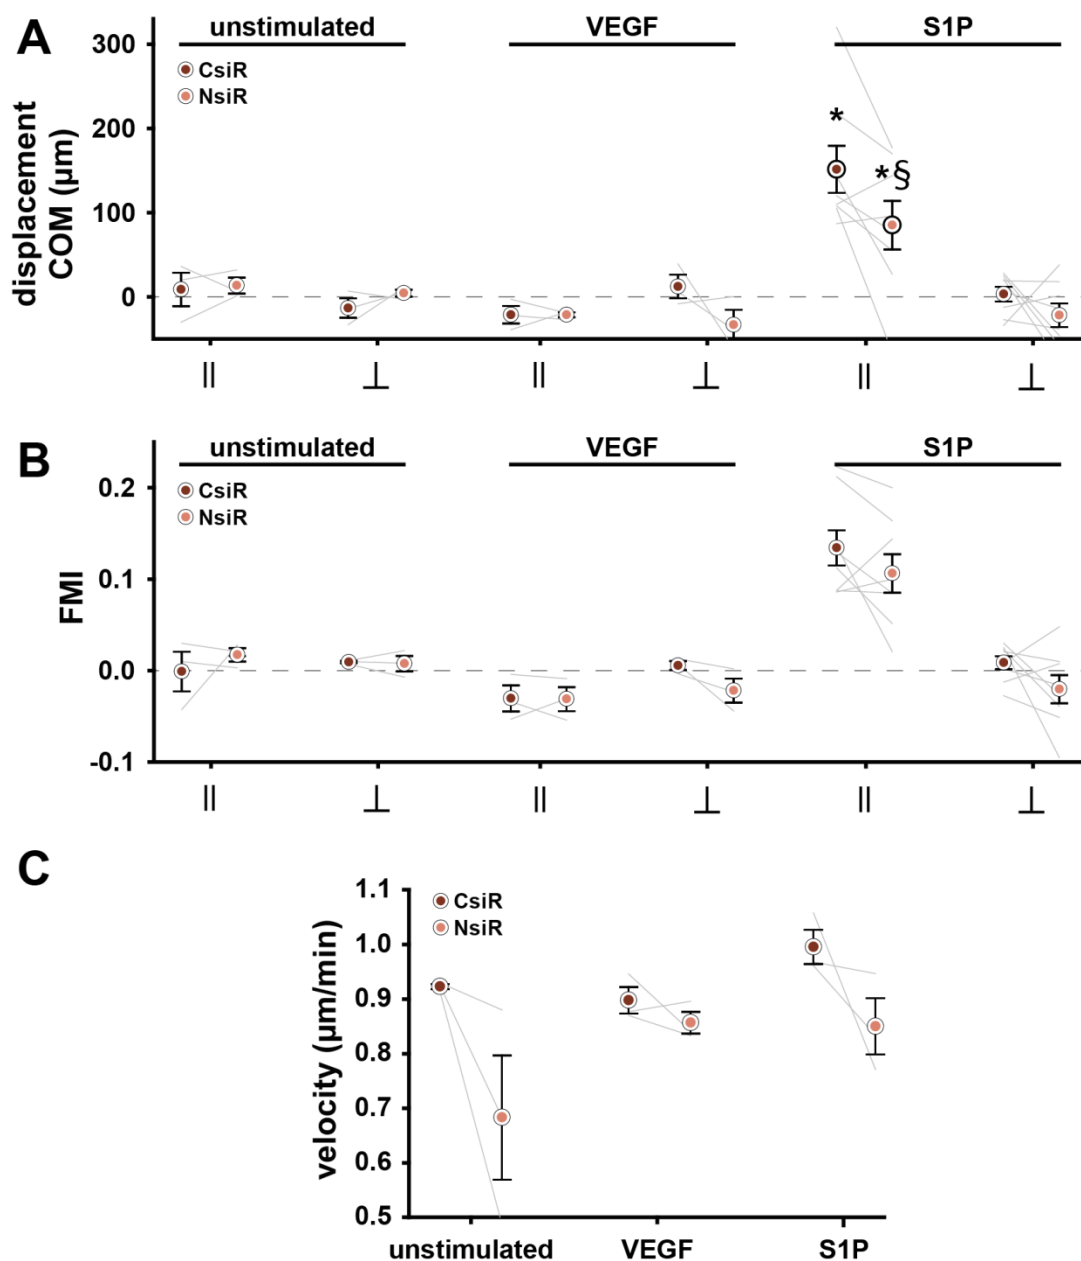 A
unstimulated VEGF S1P
300
200
100
0
displacement
COM (µm)
CsiR
NsiR
*
*§
|| ⊥ || ⊥ || ⊥
B
unstimulated VEGF S1P
0.2
0.1
0.0
-0.1
FMI
CsiR
NsiR
|| ⊥ || ⊥ || ⊥
C
1.1
1.0
0.9
0.8
0.7
0.6
0.5
velocity (µm/min)
CsiR
NsiR
unstimulated VEGF S1P